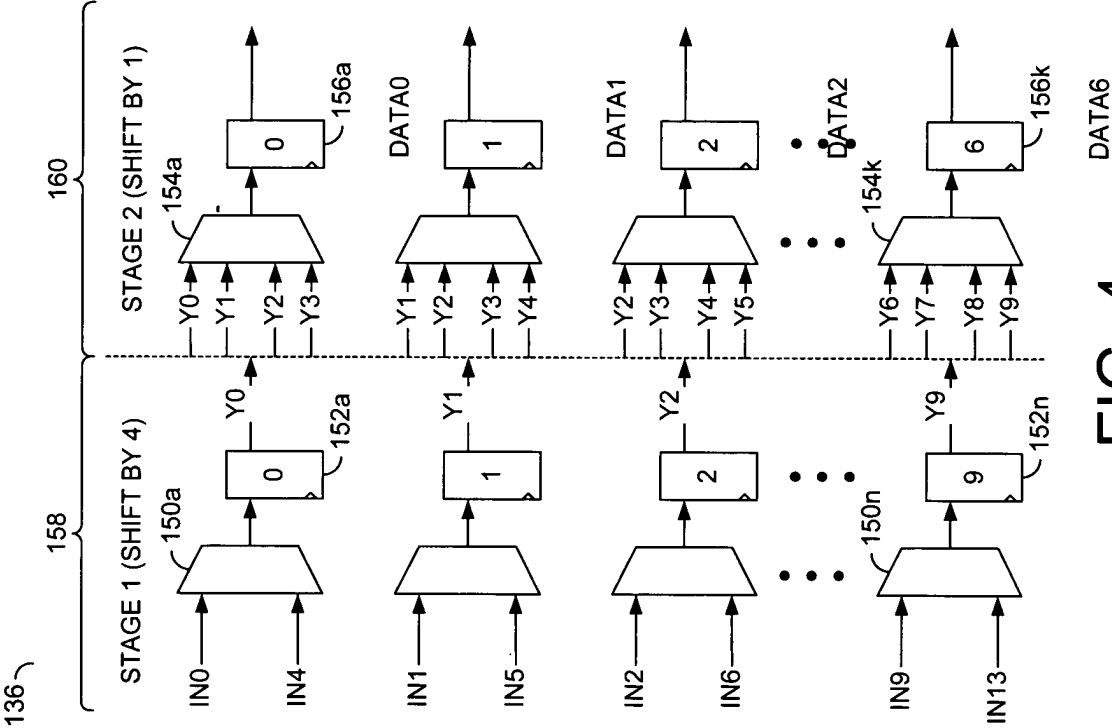 136
158
160
STAGE 1 (SHIFT BY 4)
STAGE 2 (SHIFT BY 1)
150a
154a
IN0
IN4
0
152a
Y0
Y0
Y1
Y2
Y3
0
156a
DATA0
IN1
IN5
1
Y1
Y1
Y2
Y3
Y4
1
DATA1
IN2
IN6
2
Y2
Y2
Y3
Y4
Y5
2
DATA2
150n
154k
IN9
IN13
9
152n
Y9
Y6
Y7
Y8
Y9
6
156k
DATA6